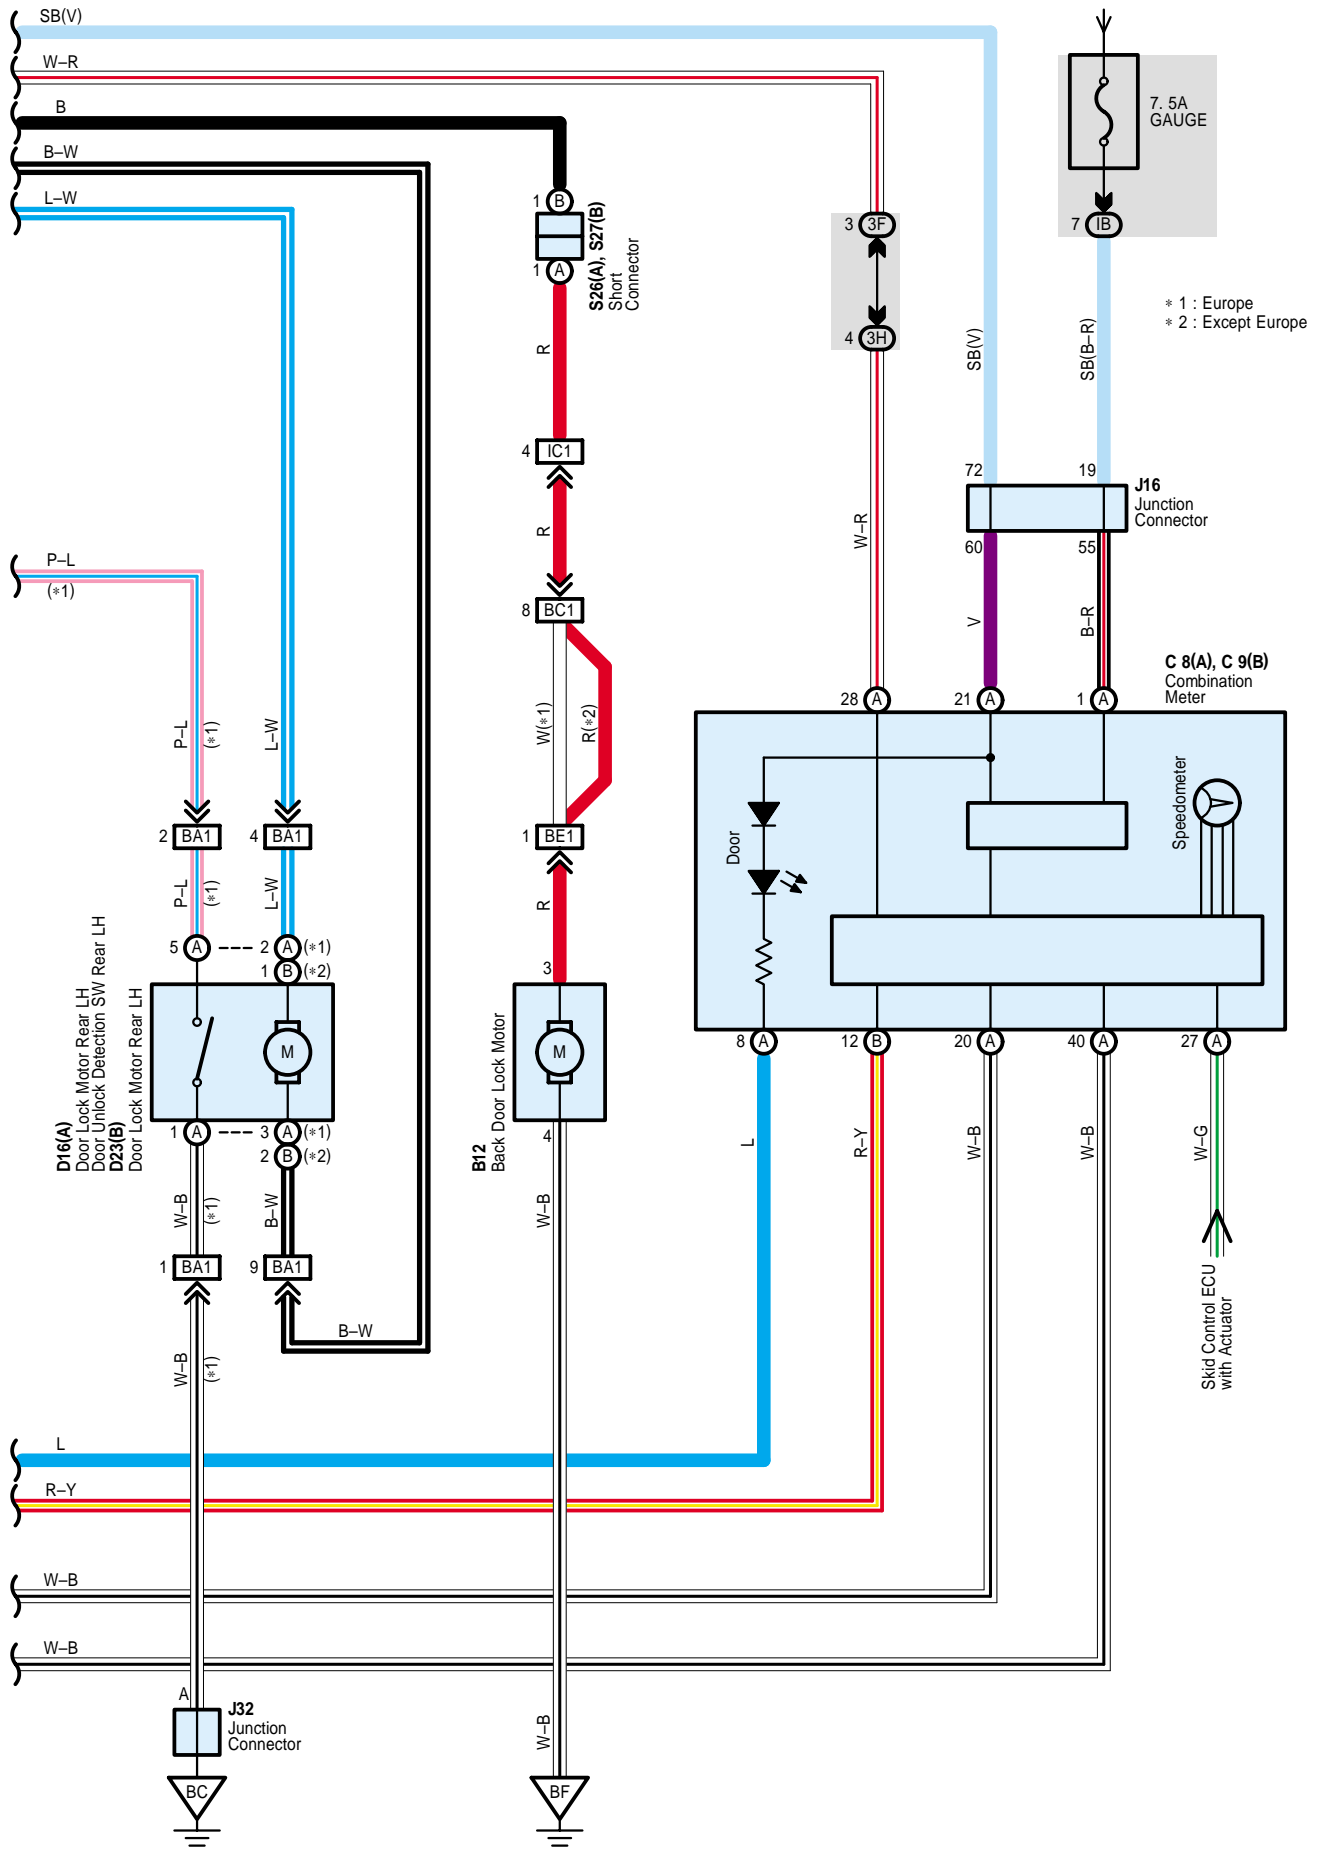 SB(V)
W–R
B
B–W
L–W
7. 5A
GAUGE
1 B
S26(A), S27(B)
Short
Connector
1 A
3 3F
7 IB
4 3H
∗ 1 : Europe
∗ 2 : Except Europe
R
SB(V)
SB(B–R)
4 IC1
72
19
J16
Junction
Connector
R
W–R
60
55
P–L
(∗1)
8 BC1
V
B–R
C 8(A), C 9(B)
Combination
Meter
28 A
21 A
1 A
P–L
(∗1)
L–W
W(∗1)
R(∗2)
2 BA1
4 BA1
1 BE1
Door
Speedometer
P–L
(∗1)
L–W
R
5 A
2 A (∗1)
1 B (∗2)
3
D16(A)
Door Lock Motor Rear LH
Door Unlock Detection SW Rear LH
D23(B)
Door Lock Motor Rear LH
M
B12
Back Door Lock Motor
M
8 A
12 B
20 A
40 A
27 A
1 A
3 A (∗1)
2 B (∗2)
4
L
R–Y
W–B
W–B
W–G
W–B
(∗1)
B–W
W–B
1 BA1
9 BA1
Skid Control ECU
with Actuator
B–W
W–B
(∗1)
L
R–Y
W–B
W–B
A
J32
Junction
Connector
W–B
BC
BF